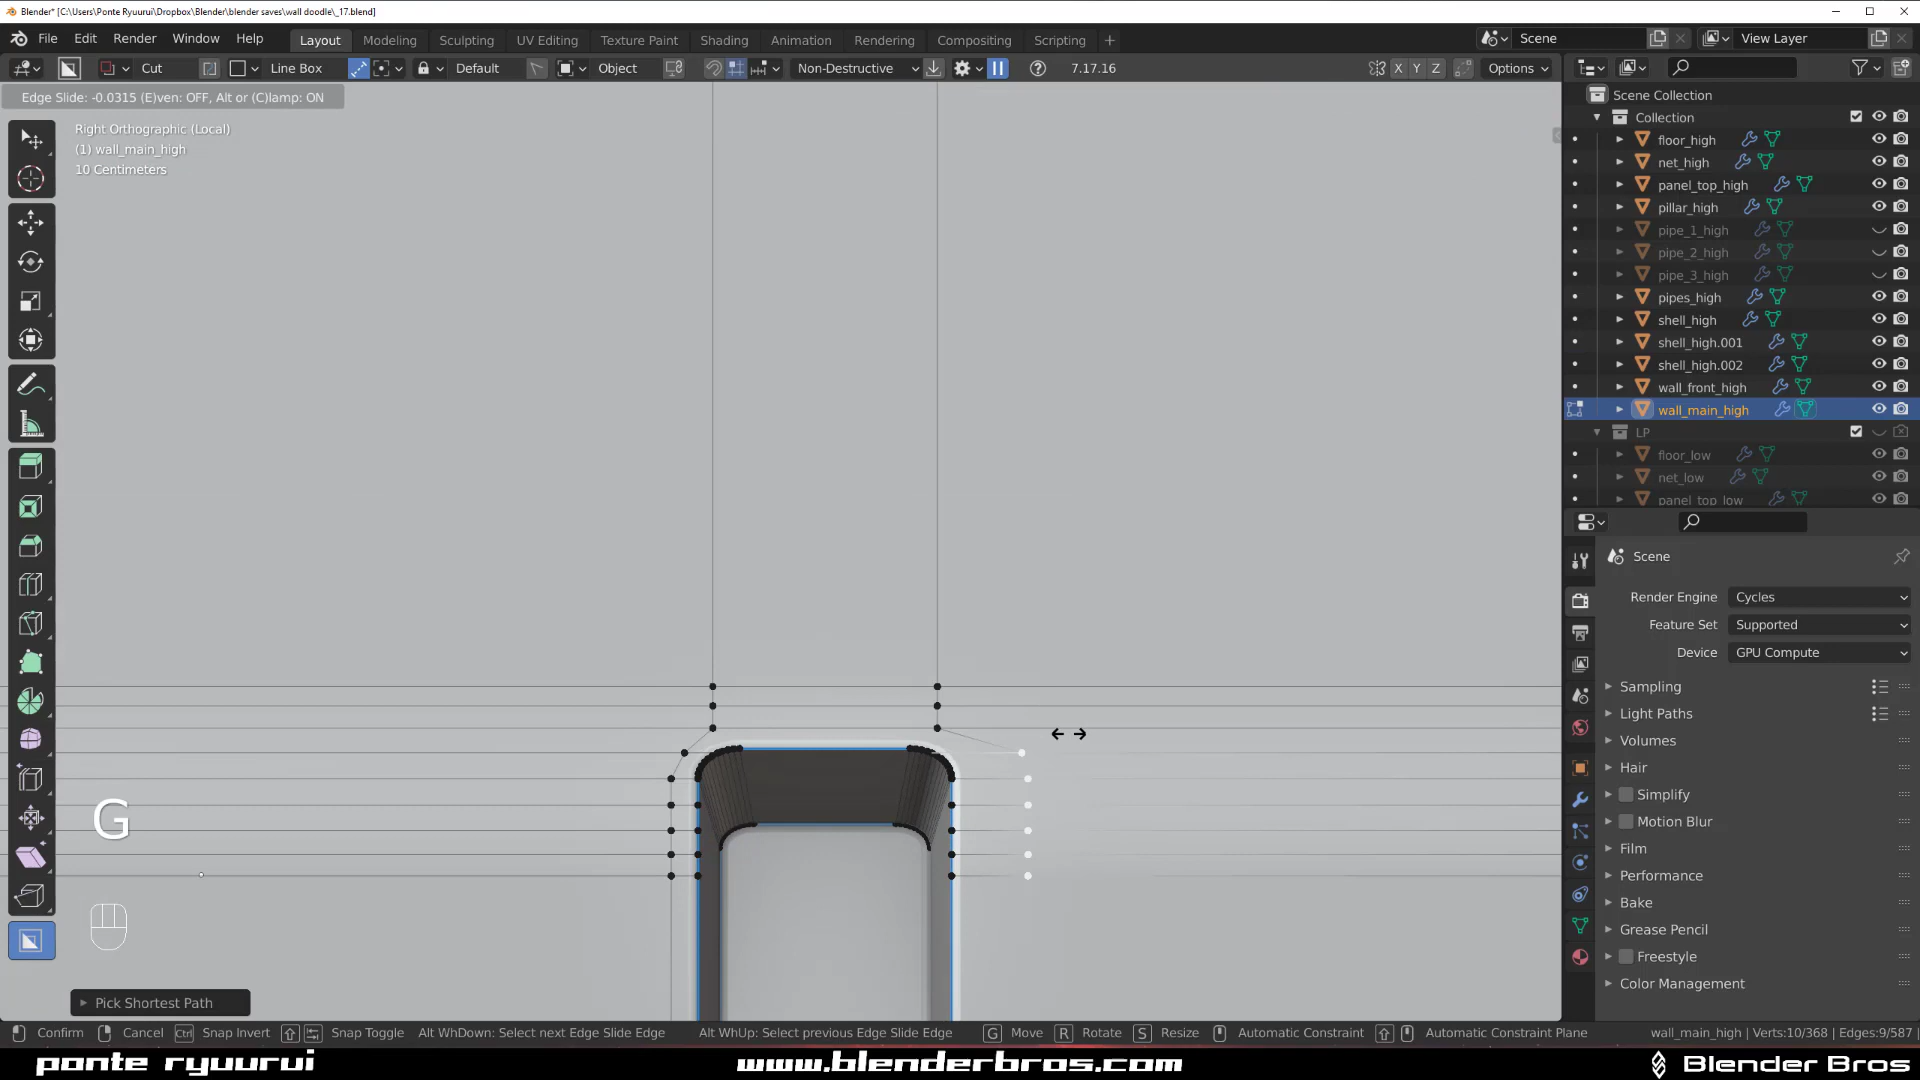 Blender* [C:\Users\Ponte Ryuurui\Dropbox\Blender\blender saves\wall doodle\_17.blend]
File Edit Render Window Help Layout Modeling Sculpting UV Editing Texture Paint Shading Animation Rendering Compositing Scripting + Scene View Layer
Cut Line Box Default Object Non-Destructive 7.17.16 X Y Z Options
Edge Slide: -0.0315 (E)ven: OFF, Alt or (C)lamp: ON
Right Orthographic (Local)
(1) wall_main_high
10 Centimeters
Scene Collection
Collection
floor_high
net_high
panel_top_high
pillar_high
pipe_1_high
pipe_2_high
pipe_3_high
pipes_high
shell_high
shell_high.001
shell_high.002
wall_front_high
wall_main_high
LP
floor_low
net_low
panel_top_low
Scene
Render Engine Cycles
Feature Set Supported
Device GPU Compute
Sampling
Light Paths
Volumes
Hair
Simplify
Motion Blur
Film
Performance
Bake
Grease Pencil
Freestyle
Color Management
G
Pick Shortest Path
Confirm Cancel Ctrl Snap Invert Snap Toggle Alt WhDown: Select next Edge Slide Edge Alt WhUp: Select previous Edge Slide Edge G Move R Rotate S Resize Automatic Constraint Automatic Constraint Plane wall_main_high | Verts:10/368 | Edges:9/587
ponte ryuurui www.blenderbros.com Blender Bros